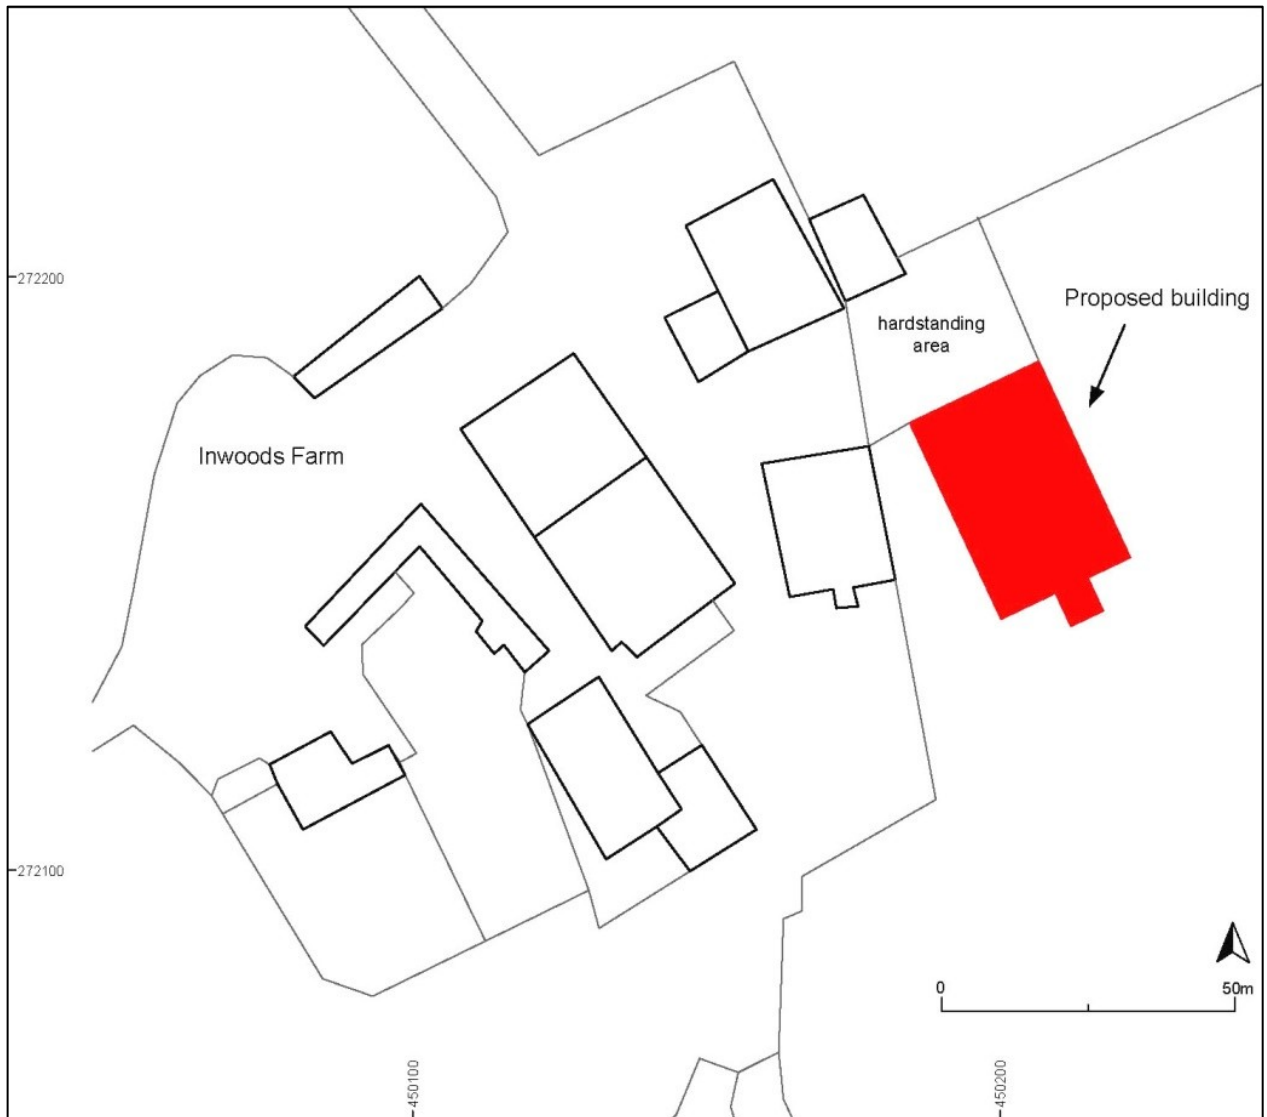 272200
Proposed building
hardstanding
area
Inwoods Farm
272100
0 50m
450100
450200